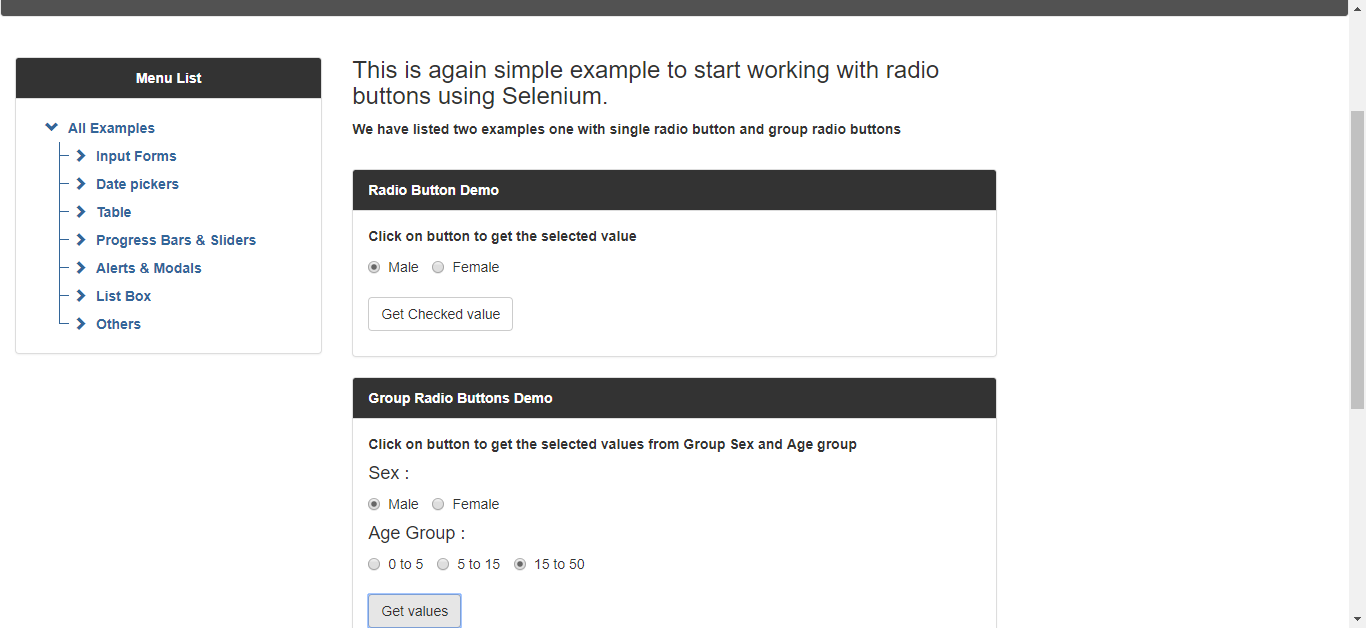 Menu List
All Examples
Input Forms
Date pickers
Table
Progress Bars & Sliders
Alerts & Modals
List Box
Others
This is again simple example to start working with radio
buttons using Selenium.
We have listed two examples one with single radio button and group radio buttons
Radio Button Demo
Click on button to get the selected value
Male Female
Get Checked value
Group Radio Buttons Demo
Click on button to get the selected values from Group Sex and Age group
Sex :
Male Female
Age Group :
0 to 5 5 to 15 15 to 50
Get values